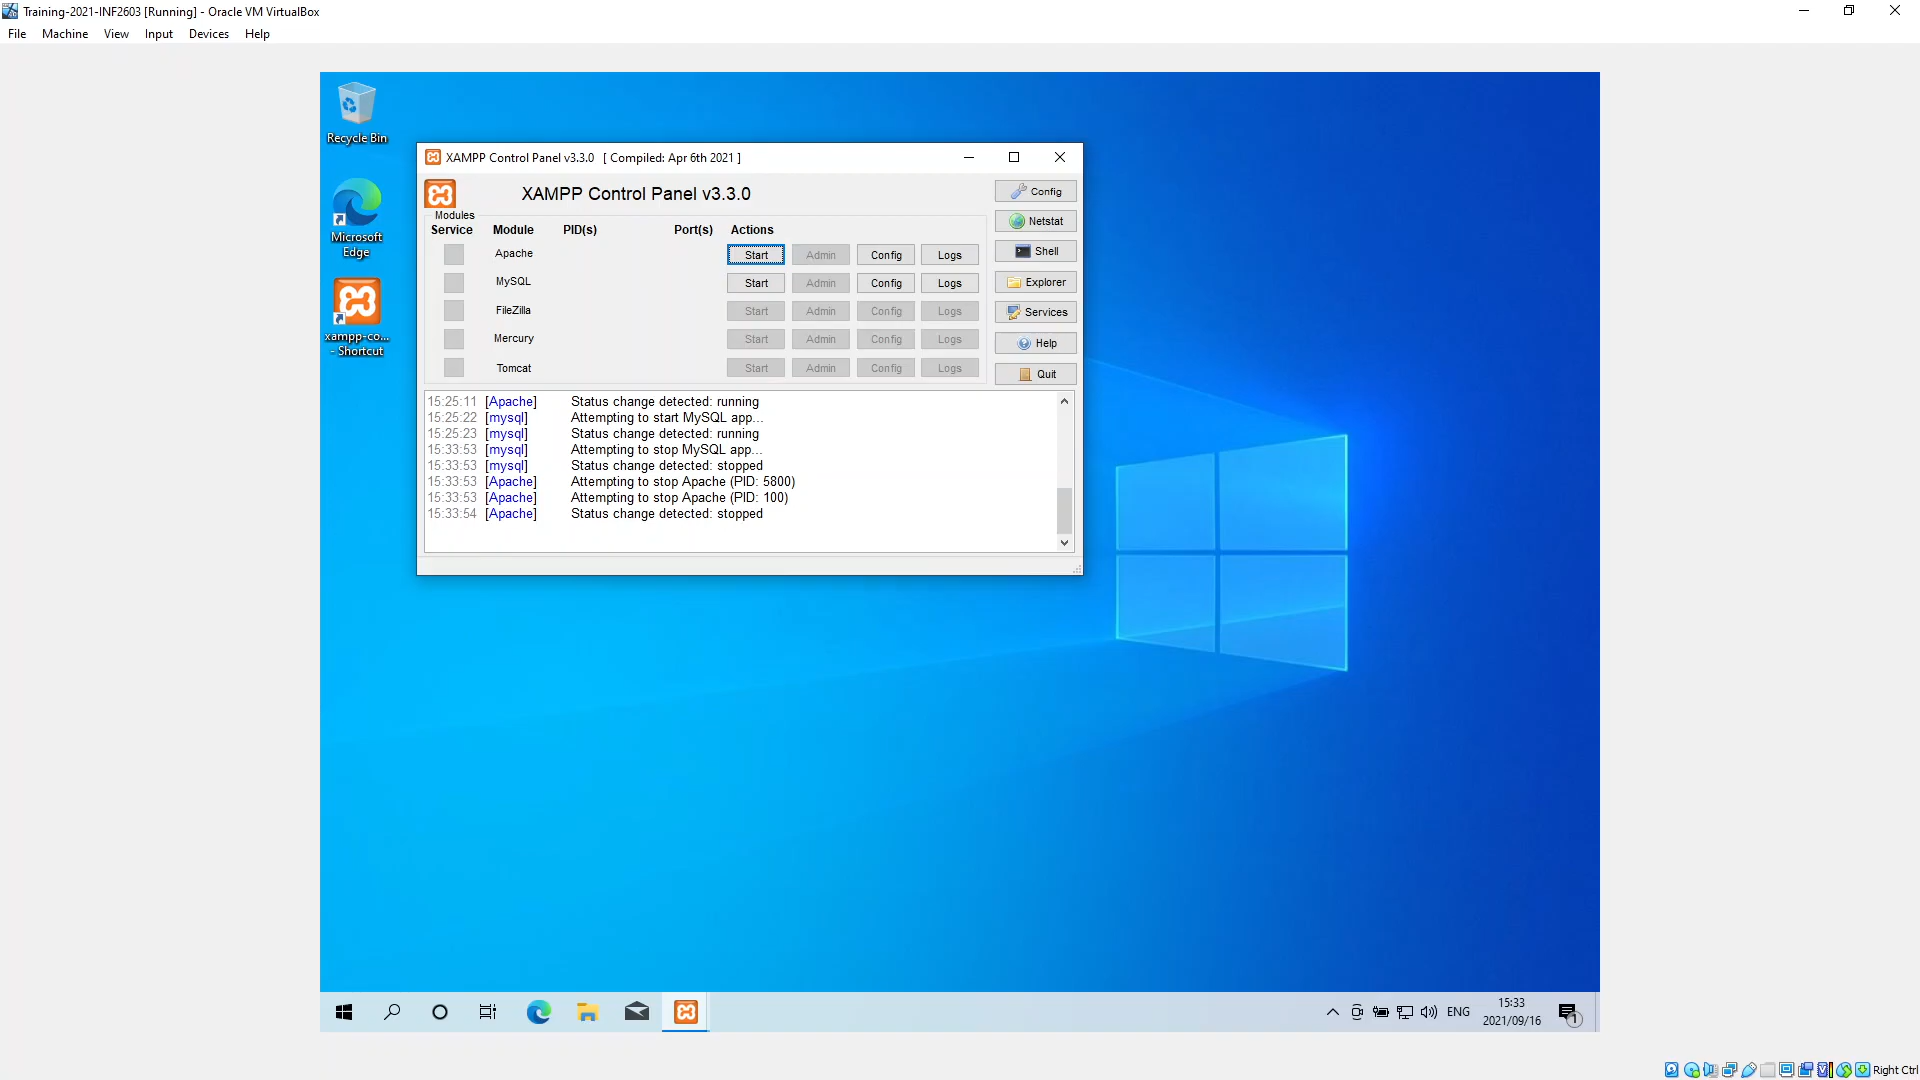 Training-2021-INF2603 [Running] - Oracle VM VirtualBox
File Machine View Input Devices Help
Recycle Bin
Microsoft
Edge
xampp-co...
- Shortcut
XAMPP Control Panel v3.3.0 [ Compiled: Apr 6th 2021 ]
XAMPP Control Panel v3.3.0
Config
Modules
Service Module PID(s) Port(s) Actions
Netstat
Apache Start Admin Config Logs
Shell
MySQL Start Admin Config Logs
Explorer
FileZilla Start Admin Config Logs
Services
Mercury Start Admin Config Logs
Help
Tomcat Start Admin Config Logs
Quit
15:25:11 [Apache] Status change detected: running
15:25:22 [mysql] Attempting to start MySQL app...
15:25:23 [mysql] Status change detected: running
15:33:53 [mysql] Attempting to stop MySQL app...
15:33:53 [mysql] Status change detected: stopped
15:33:53 [Apache] Attempting to stop Apache (PID: 5800)
15:33:53 [Apache] Attempting to stop Apache (PID: 100)
15:33:54 [Apache] Status change detected: stopped
ENG
15:33
2021/09/16
1
Right Ctrl